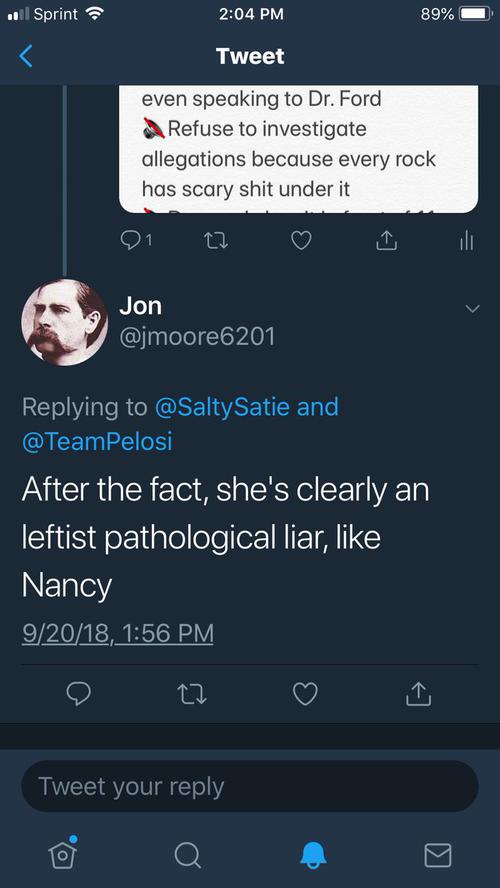 Sprint 2:04 PM 89%
Tweet
even speaking to Dr. Ford
Refuse to investigate
allegations because every rock
has scary shit under it
1
Jon
@jmoore6201
Replying to @SaltySatie and
@TeamPelosi
After the fact, she's clearly an
leftist pathological liar, like
Nancy
9/20/18, 1:56 PM
Tweet your reply